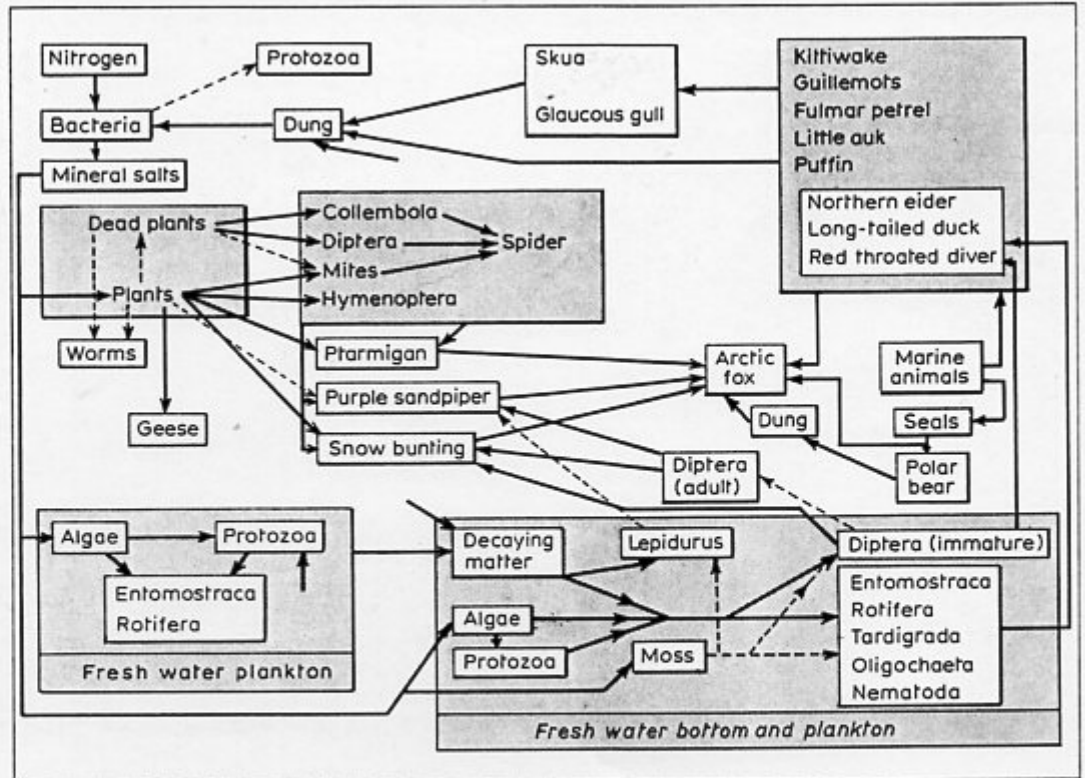 Nitrogen
Protozoa
Skua
Glaucous gull
Kittiwake
Guillemots
Fulmar petrel
Little auk
Puffin
Northern eider
Long-tailed duck
Red throated diver
Bacteria
Dung
Mineral salts
Dead plants
Plants
Collembola
Diptera
Mites
Hymenoptera
Spider
Worms
Geese
Ptarmigan
Purple sandpiper
Snow bunting
Arctic
fox
Marine
animals
Dung
Seals
Polar
bear
Diptera
(adult)
Algae
Protozoa
Entomostraca
Rotifera
Fresh water plankton
Decaying
matter
Lepidurus
Diptera (immature)
Algae
Protozoa
Moss
Entomostraca
Rotifera
Tardigrada
Oligochaeta
Nematoda
Fresh water bottom and plankton